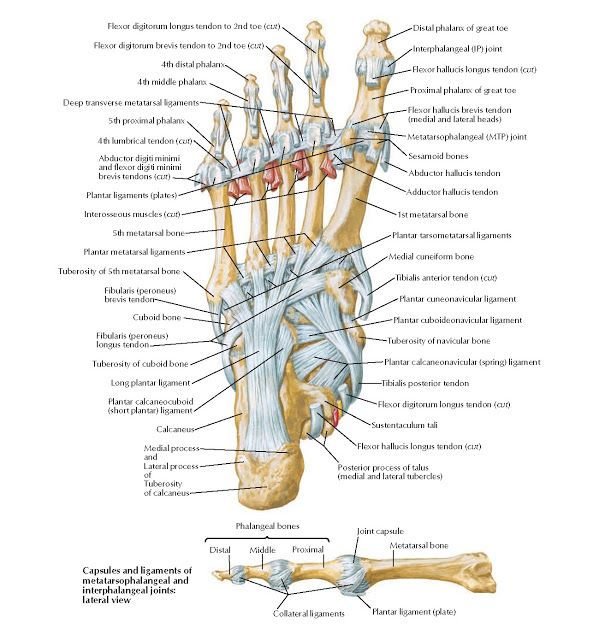 Flexor digitorum longus tendon to 2nd toe (cut)
Flexor digitorum brevis tendon to 2nd toe (cut)
4th distal phalanx
4th middle phalanx
Deep transverse metatarsal ligaments
5th proximal phalanx
4th lumbrical tendon (cut)
Abductor digiti minimi
and flexor digiti minimi
brevis tendons (cut)
Plantar ligaments (plates)
Interosseous muscles (cut)
5th metatarsal bone
Plantar metatarsal ligaments
Tuberosity of 5th metatarsal bone
Fibularis (peroneus)
brevis tendon
Cuboid bone
Fibularis (peroneus)
longus tendon
Tuberosity of cuboid bone
Long plantar ligament
Plantar calcaneocuboid
(short plantar) ligament
Calcaneus
Medial process
and
Lateral process
of
Tuberosity
of calcaneus
Distal phalanx of great toe
Interphalangeal (IP) joint
Flexor hallucis longus tendon (cut)
Proximal phalanx of great toe
Flexor hallucis brevis tendon
(medial and lateral heads)
Metatarsophalangeal (MTP) joint
Sesamoid bones
Abductor hallucis tendon
Adductor hallucis tendon
1st metatarsal bone
Plantar tarsometatarsal ligaments
Medial cuneiform bone
Tibialis anterior tendon (cut)
Plantar cuneonavicular ligament
Plantar cuboideonavicular ligament
Tuberosity of navicular bone
Plantar calcaneonavicular (spring) ligament
Tibialis posterior tendon
Flexor digitorum longus tendon (cut)
Sustentaculum tali
Flexor hallucis longus tendon (cut)
Posterior process of talus
(medial and lateral tubercles)
Phalangeal bones
Distal Middle Proximal
Joint capsule
Metatarsal bone
Capsules and ligaments of
metatarsophalangeal and
interphalangeal joints:
lateral view
Collateral ligaments
Plantar ligament (plate)